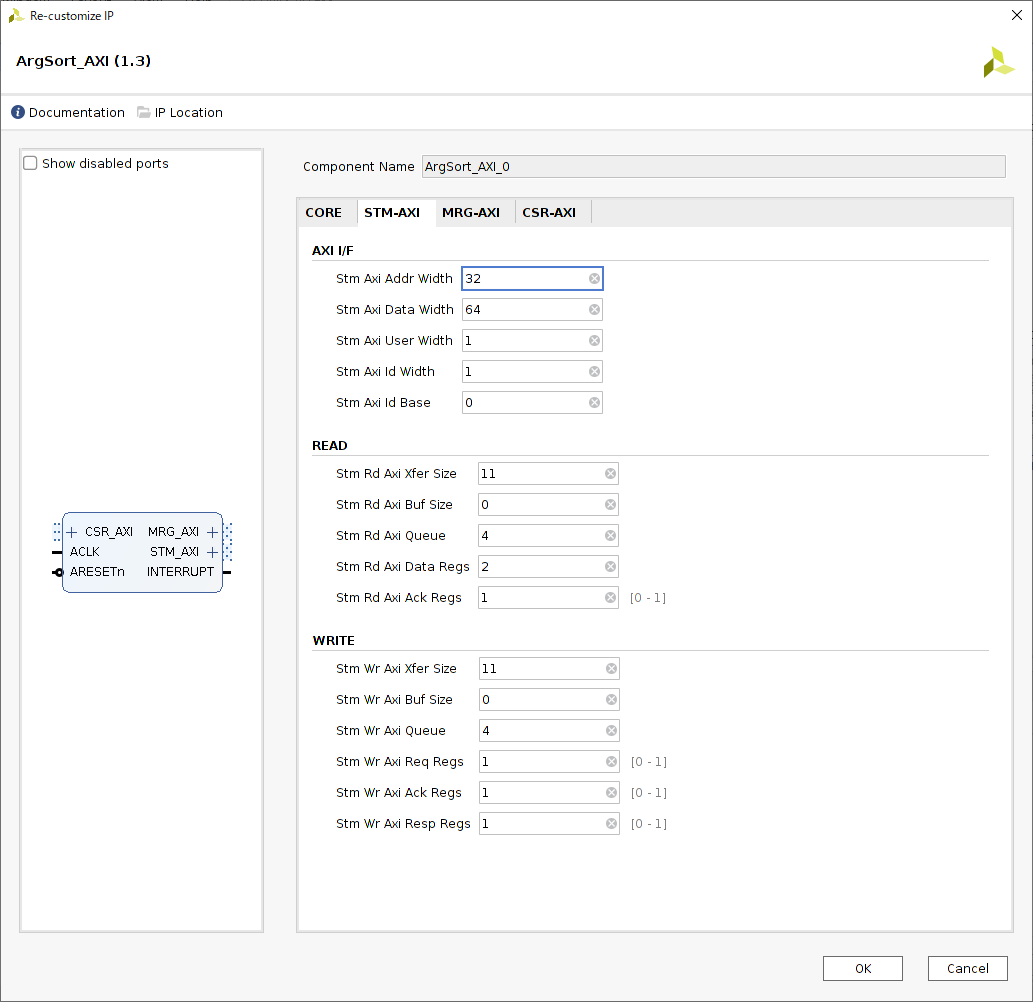 Re-customize IP
ArgSort_AXI (1.3)
Documentation IP Location
Show disabled ports
CSR_AXI MRG_AXI
ACLK STM_AXI
ARESETn INTERRUPT
Component Name ArgSort_AXI_0
CORE STM-AXI MRG-AXI CSR-AXI
AXI I/F
Stm Axi Addr Width 32
Stm Axi Data Width 64
Stm Axi User Width 1
Stm Axi Id Width 1
Stm Axi Id Base 0
READ
Stm Rd Axi Xfer Size 11
Stm Rd Axi Buf Size 0
Stm Rd Axi Queue 4
Stm Rd Axi Data Regs 2
Stm Rd Axi Ack Regs 1 [0 - 1]
WRITE
Stm Wr Axi Xfer Size 11
Stm Wr Axi Buf Size 0
Stm Wr Axi Queue 4
Stm Wr Axi Req Regs 1 [0 - 1]
Stm Wr Axi Ack Regs 1 [0 - 1]
Stm Wr Axi Resp Regs 1 [0 - 1]
OK Cancel